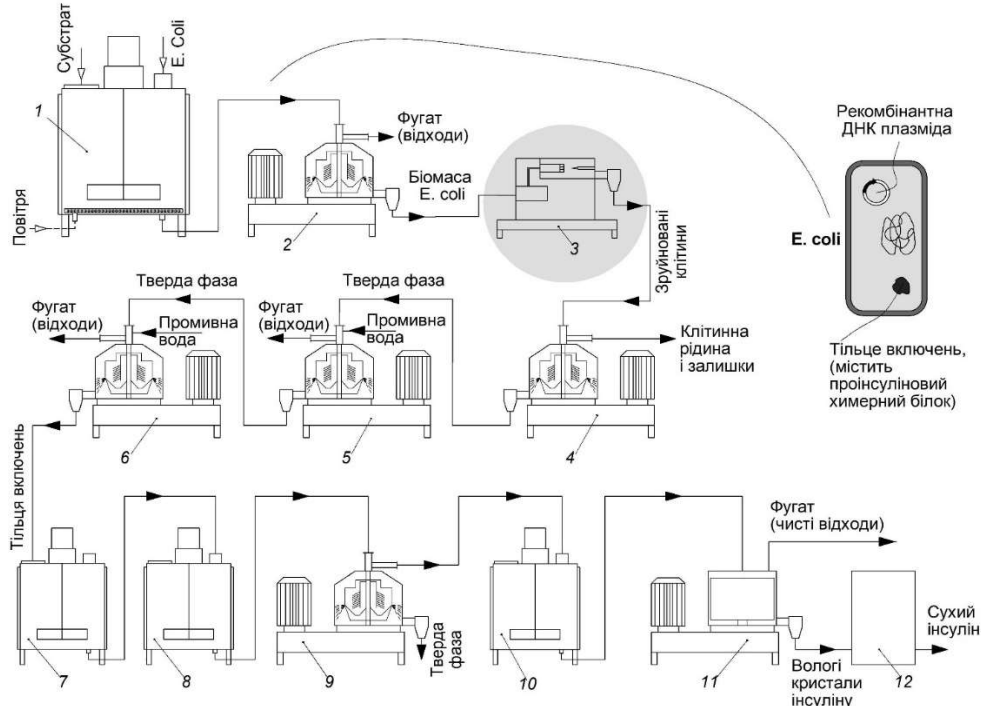 Субстрат
E. Coli
1
Повітря
Фугат
(відходи)
2
Біомаса
E. coli
3
Зруйновані
клітини
Рекомбінантна
ДНК плазміда
E. coli
Тільце включень,
(містить
проінсуліновий
химерний білок)
Тверда фаза
Фугат
(відходи)
Промивна
вода
6
Тверда фаза
Фугат
(відходи)
Промивна
вода
5
Клітинна
рідина
і залишки
4
Тільця включень
7
8
9
Тверда
фаза
10
Фугат
(чисті відходи)
11
Вологі
кристали
інсуліну
12
Сухий
інсулін